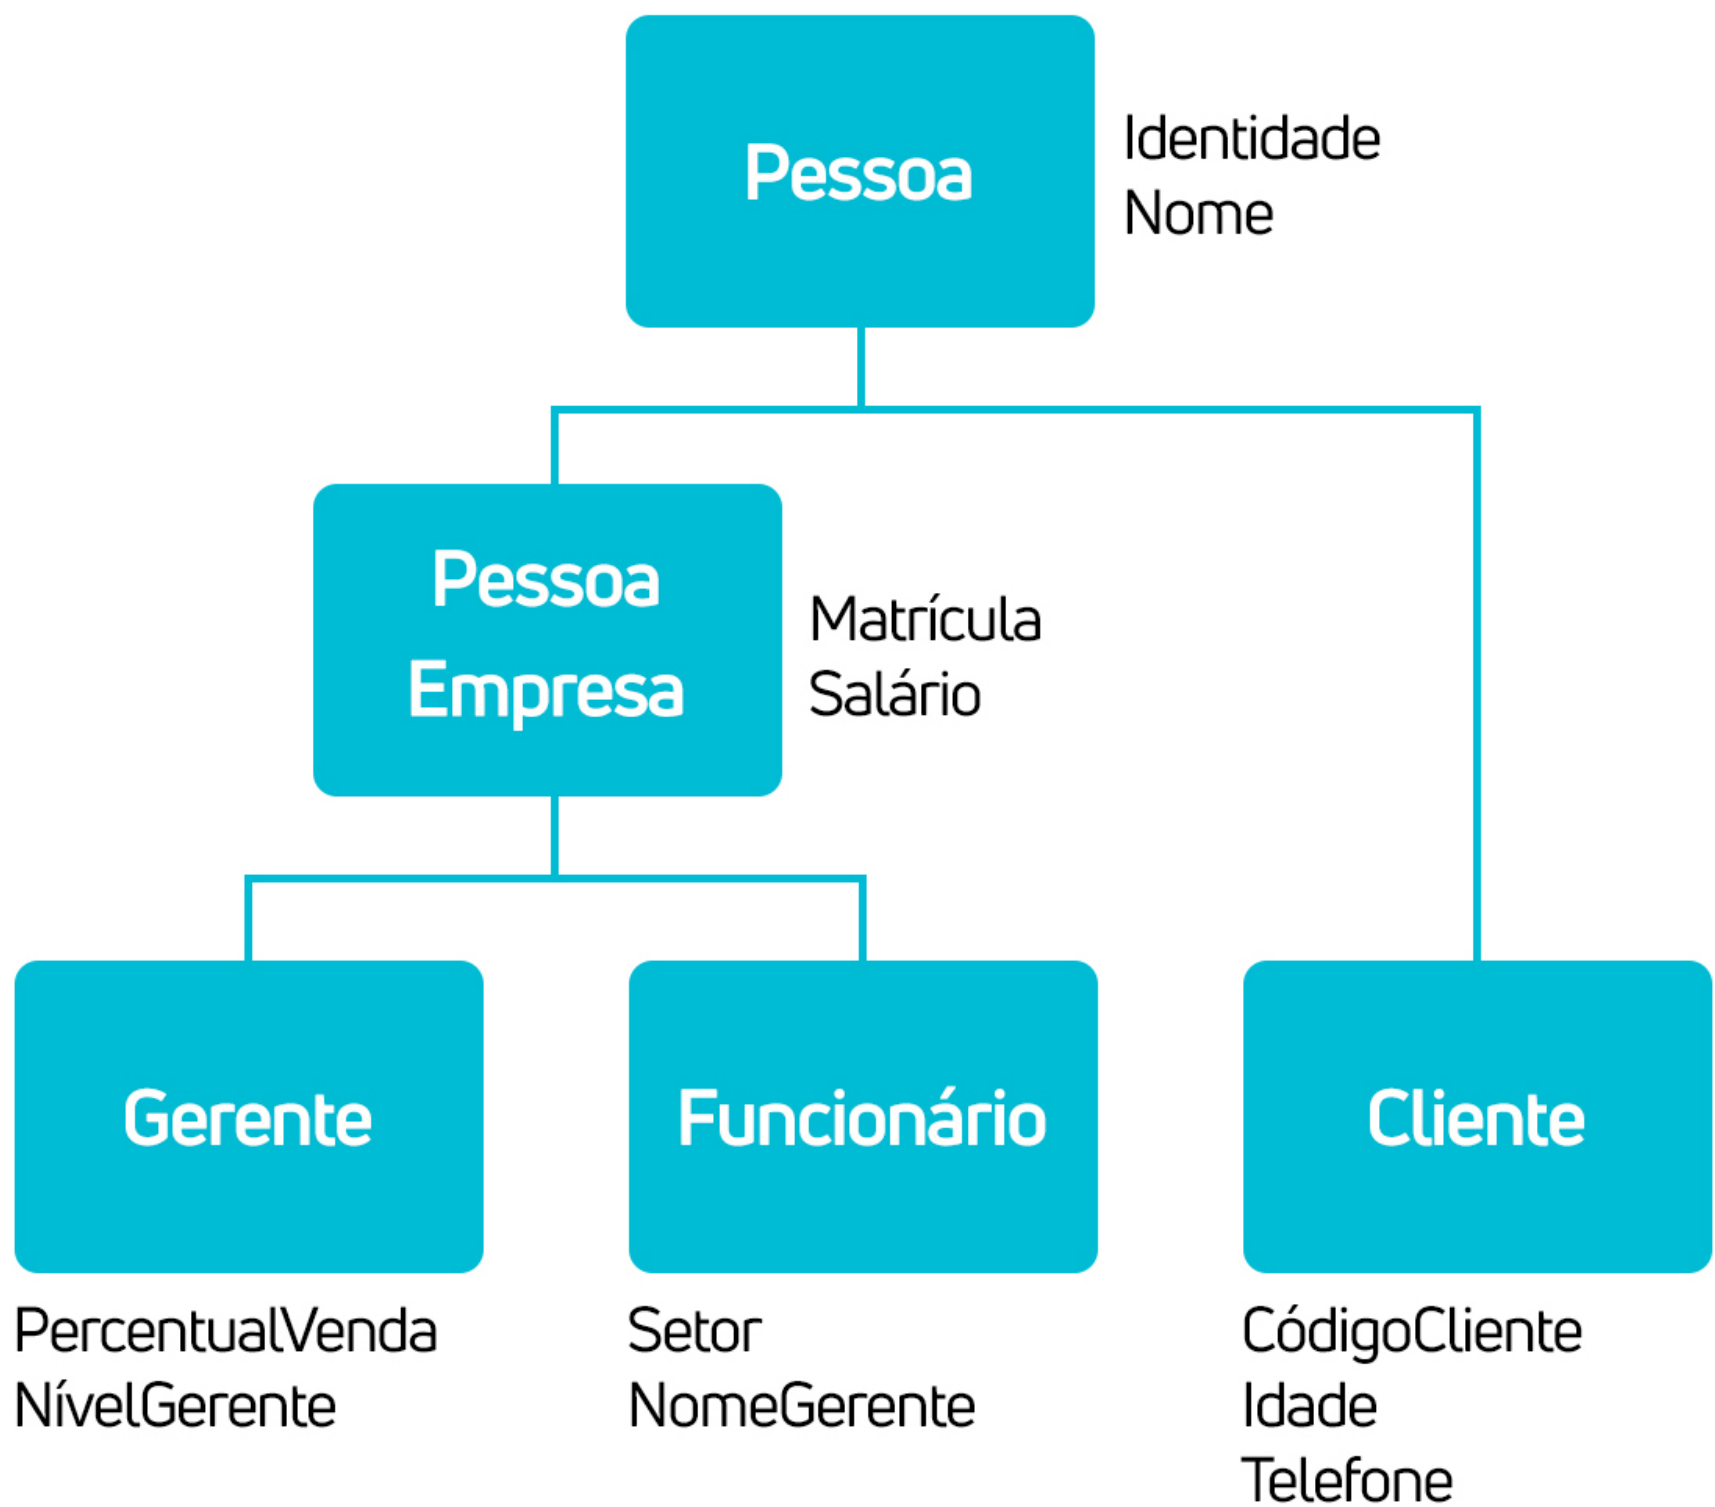 Pessoa
Identidade
Nome
Pessoa
Empresa
Matrícula
Salário
Gerente
Funcionário
Cliente
PercentualVenda
NívelGerente
Setor
NomeGerente
CódigoCliente
Idade
Telefone